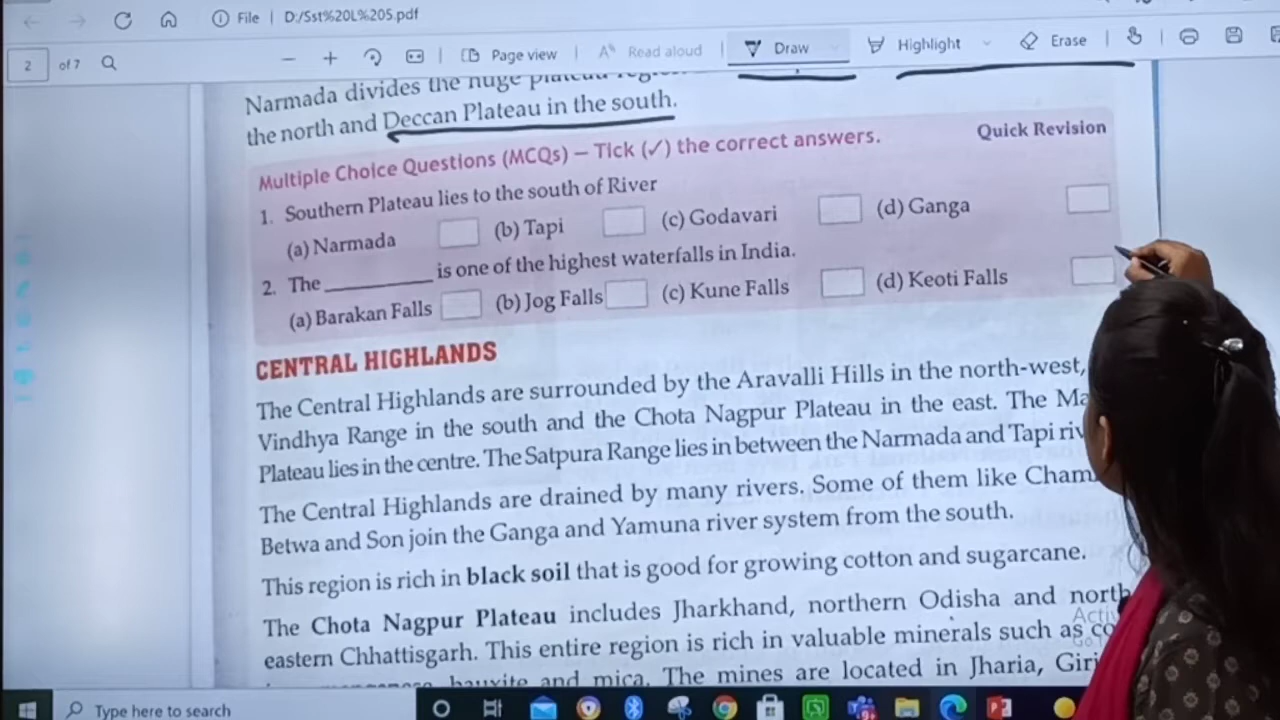 File | D:/Sst%20L%205.pdf
2 of 7 Page view Read aloud Draw Highlight Erase
Narmada divides the huge plateau
the north and Deccan Plateau in the south.
Quick Revision
Multiple Choice Questions (MCQs) – Tick (✓) the correct answers.
1. Southern Plateau lies to the south of River
(a) Narmada (b) Tapi (c) Godavari (d) Ganga
2. The ________ is one of the highest waterfalls in India.
(a) Barakan Falls (b) Jog Falls (c) Kune Falls (d) Keoti Falls
CENTRAL HIGHLANDS
The Central Highlands are surrounded by the Aravalli Hills in the north-west,
Vindhya Range in the south and the Chota Nagpur Plateau in the east. The Ma
Plateau lies in the centre. The Satpura Range lies in between the Narmada and Tapi riv
The Central Highlands are drained by many rivers. Some of them like Cham
Betwa and Son join the Ganga and Yamuna river system from the south.
This region is rich in black soil that is good for growing cotton and sugarcane.
The Chota Nagpur Plateau includes Jharkhand, northern Odisha and north
eastern Chhattisgarh. This entire region is rich in valuable minerals such as co
bauxite and mica. The mines are located in Jharia, Giri
Type here to search